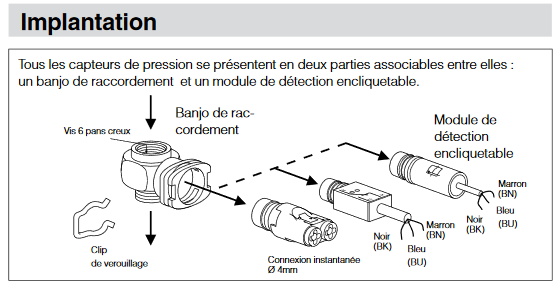 Implantation
Tous les capteurs de pression se présentent en deux parties associables entre elles :
un banjo de raccordement et un module de détection encliquetable.
Banjo de rac-
cordement
Vis 6 pans creux
Module de
détection
encliquetable
Marron
(BN)
Bleu
(BU)
Noir
(BK)
Marron
(BN)
Noir
(BK)
Bleu
(BU)
Clip
de verouillage
Connexion instantanée
Ø 4mm